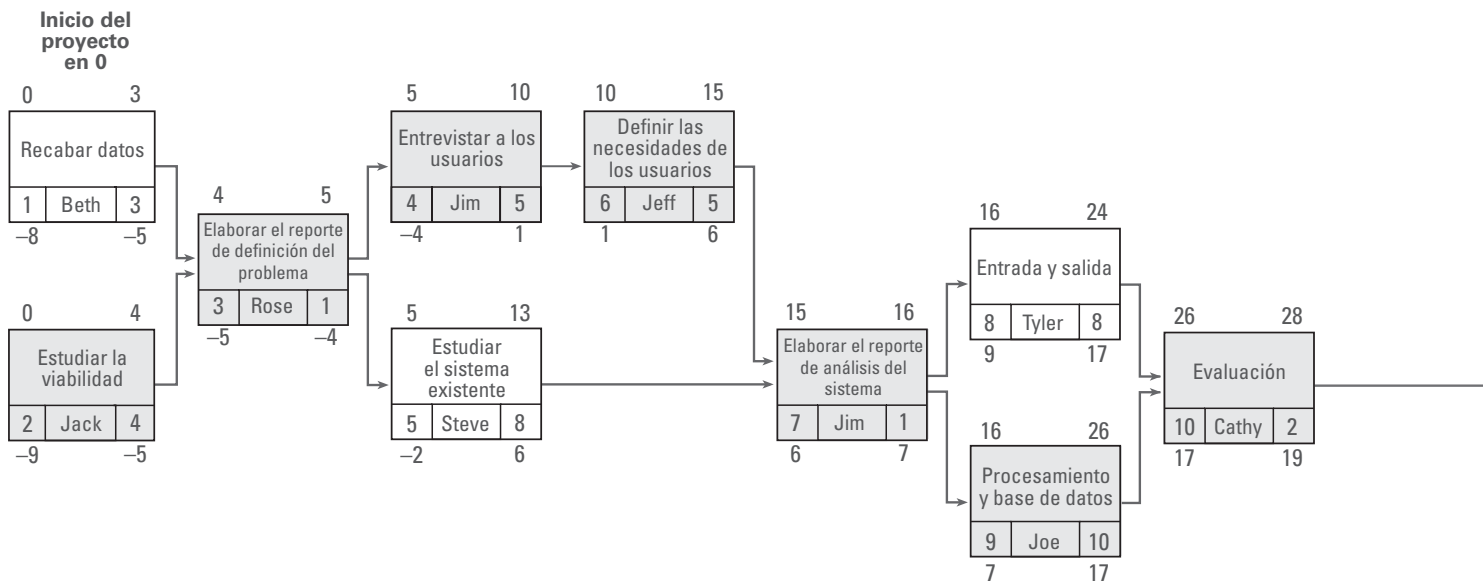 Inicio del
proyecto
en 0
0 3
Recabar datos
1 Beth 3
–8 –5
0 4
Estudiar la
viabilidad
2 Jack 4
–9 –5
4 5
Elaborar el reporte
de definición del
problema
3 Rose 1
–5 –4
5 10
Entrevistar a los
usuarios
4 Jim 5
–4 1
5 13
Estudiar
el sistema
existente
5 Steve 8
–2 6
10 15
Definir las
necesidades de
los usuarios
6 Jeff 5
1 6
15 16
Elaborar el reporte
de análisis del
sistema
7 Jim 1
6 7
16 24
Entrada y salida
8 Tyler 8
9 17
16 26
Procesamiento
y base de datos
9 Joe 10
7 17
26 28
Evaluación
10 Cathy 2
17 19